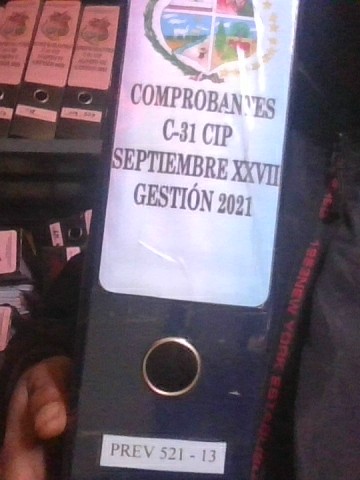 COMPROBANTES
C-31 CIP
SEPTIEMBRE XXVII
GESTIÓN 2021
PREV 521 - 13